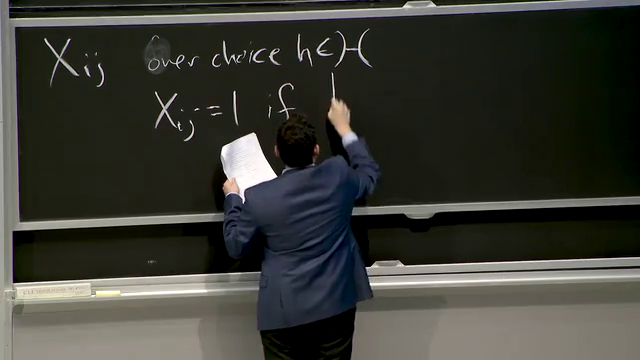 Xij over choice h ∈ H
Xij = 1 if